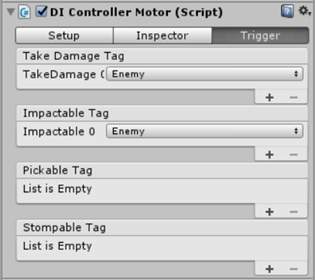 DI Controller Motor (Script)
Setup Inspector Trigger
Take Damage Tag
TakeDamage ( Enemy
+ −
Impactable Tag
Impactable 0 Enemy
+ −
Pickable Tag
List is Empty
+ −
Stompable Tag
List is Empty
+ −